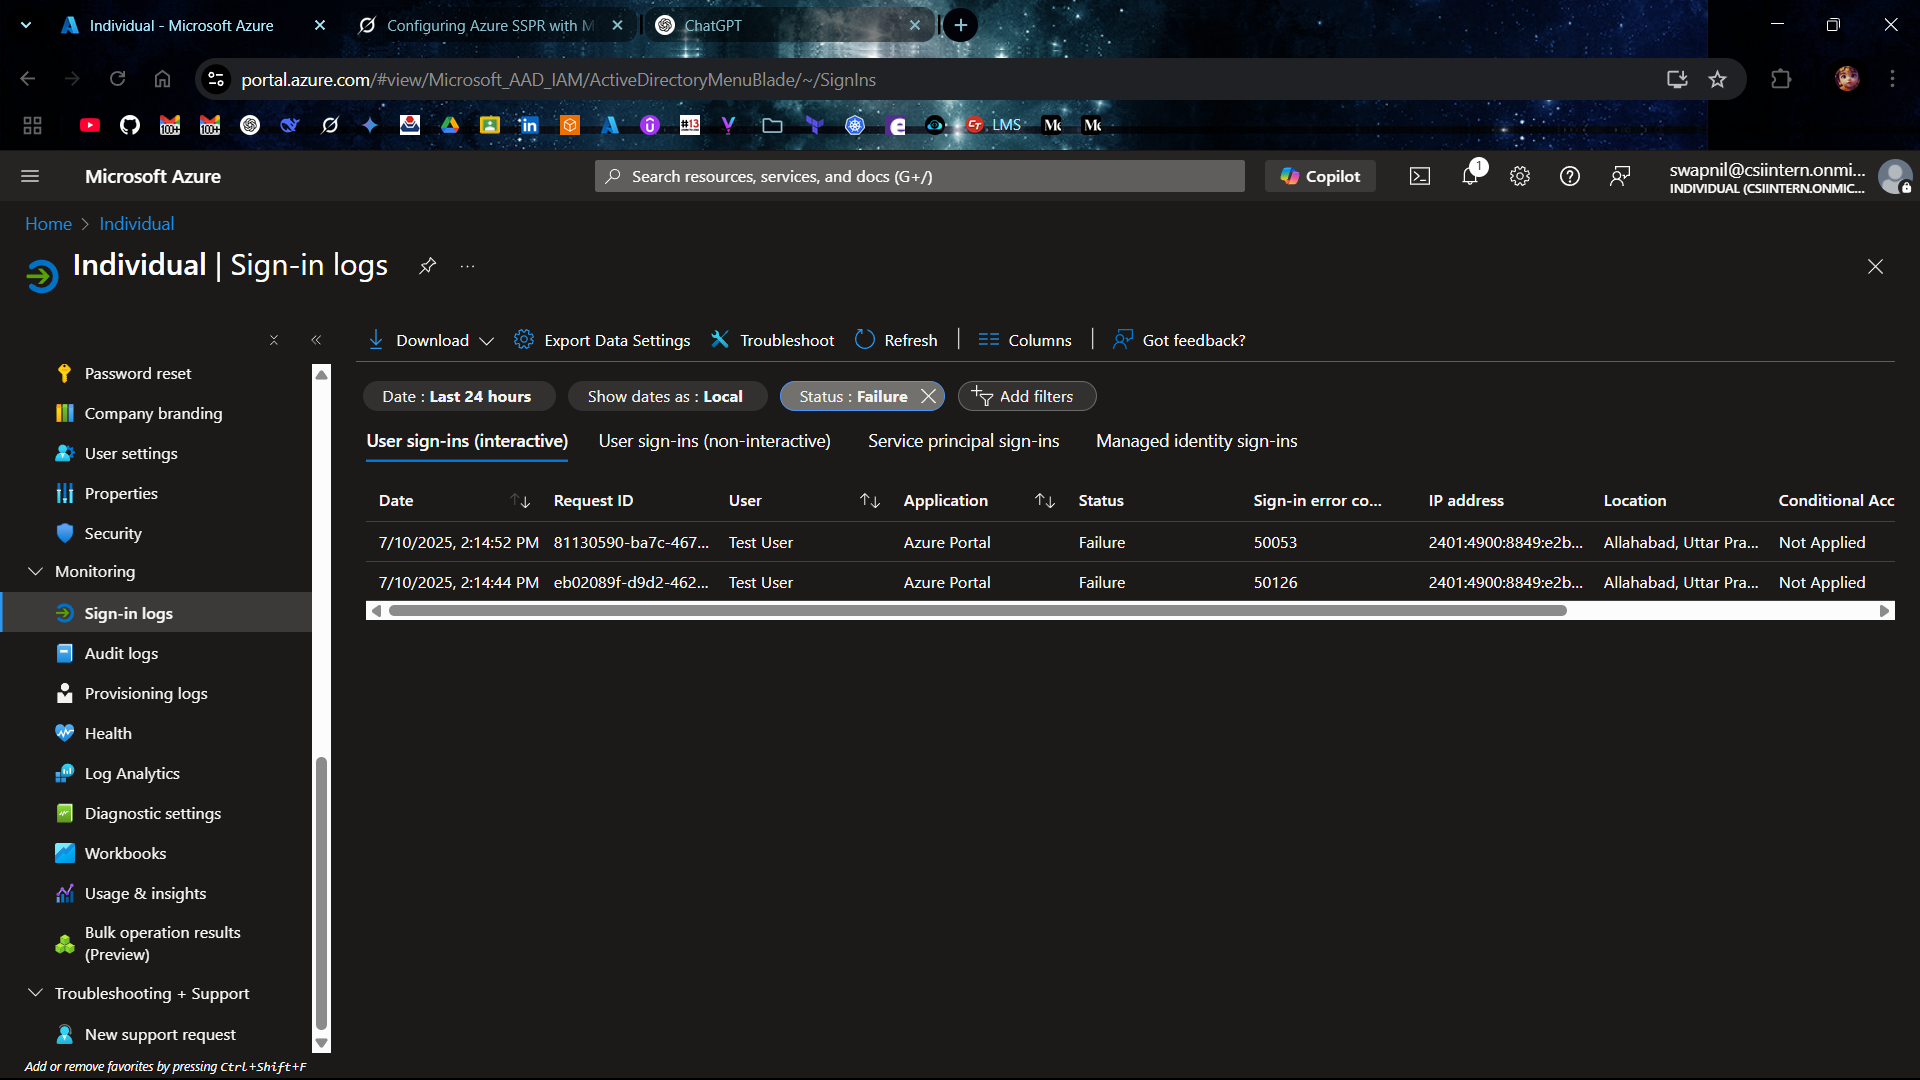 Individual - Microsoft Azure
Configuring Azure SSPR with M
ChatGPT
portal.azure.com/#view/Microsoft_AAD_IAM/ActiveDirectoryMenuBlade/~/SignIns
100+
100+
#13
LMS
Microsoft Azure
Search resources, services, and docs (G+/)
Copilot
1
swapnil@csiintern.onmi...
INDIVIDUAL (CSIINTERN.ONMIC...
Home > Individual
Individual | Sign-in logs
...
Download
Export Data Settings
Troubleshoot
Refresh
Columns
Got feedback?
Date : Last 24 hours
Show dates as : Local
Status : Failure
Add filters
User sign-ins (interactive)
User sign-ins (non-interactive)
Service principal sign-ins
Managed identity sign-ins
Date Request ID User Application Status Sign-in error co... IP address Location Conditional Acc
7/10/2025, 2:14:52 PM 81130590-ba7c-467... Test User Azure Portal Failure 50053 2401:4900:8849:e2b... Allahabad, Uttar Pra... Not Applied
7/10/2025, 2:14:44 PM eb02089f-d9d2-462... Test User Azure Portal Failure 50126 2401:4900:8849:e2b... Allahabad, Uttar Pra... Not Applied
Password reset
Company branding
User settings
Properties
Security
Monitoring
Sign-in logs
Audit logs
Provisioning logs
Health
Log Analytics
Diagnostic settings
Workbooks
Usage & insights
Bulk operation results
(Preview)
Troubleshooting + Support
New support request
Add or remove favorites by pressing Ctrl+Shift+F